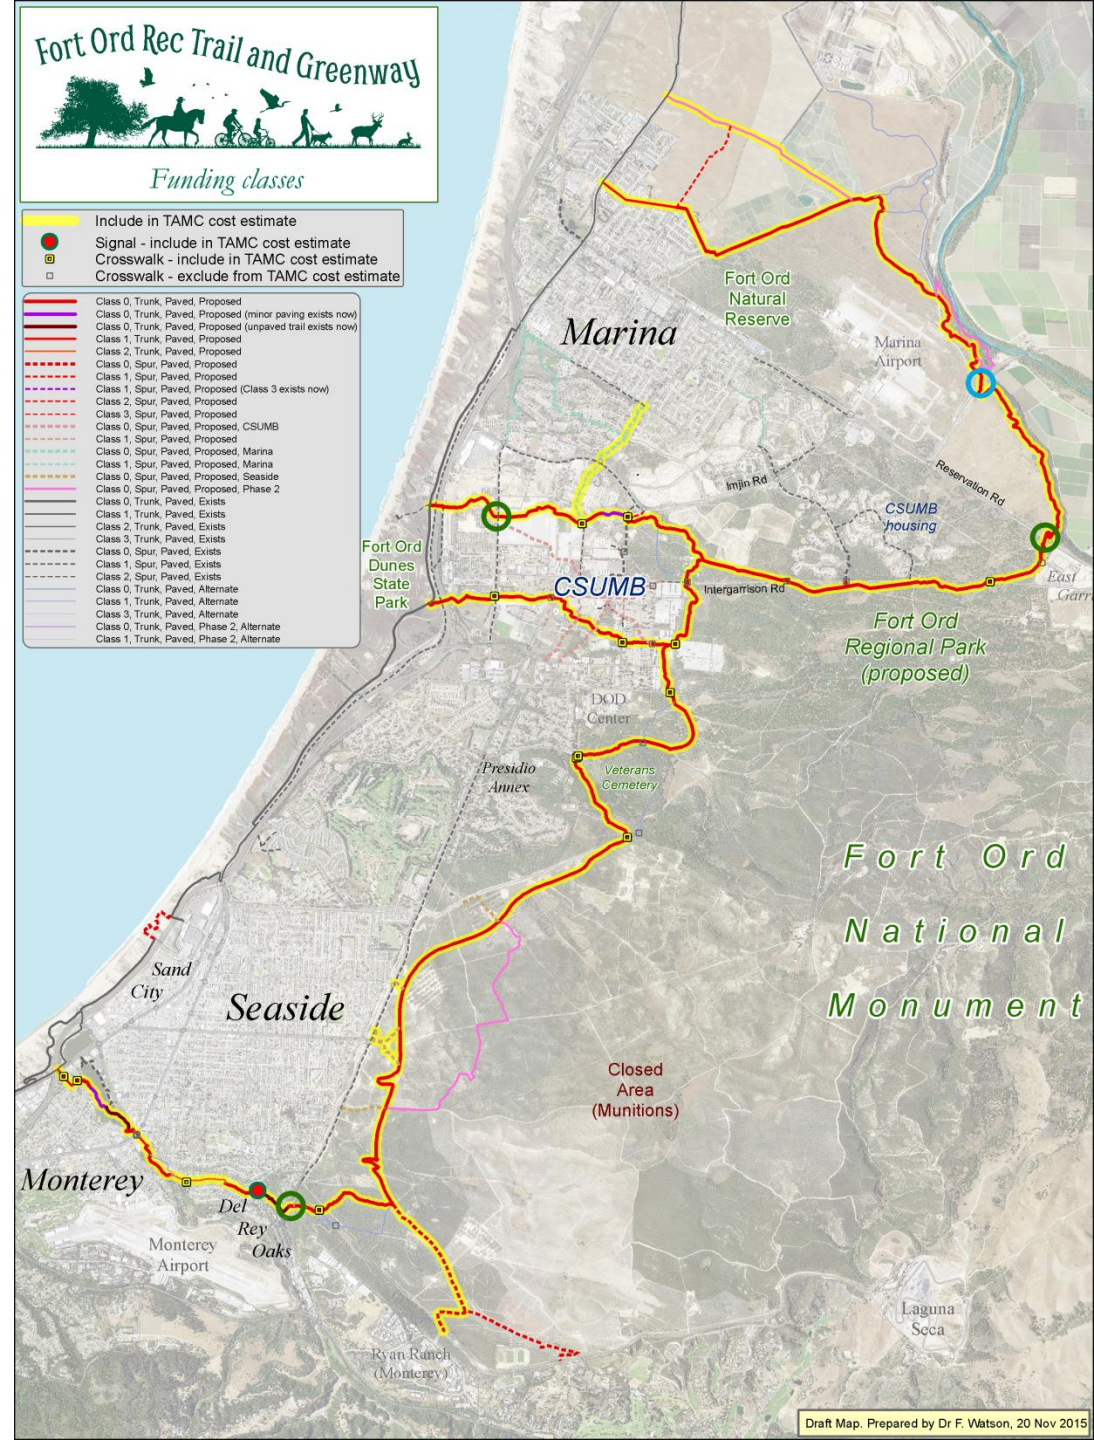 Fort Ord Rec Trail and Greenway
Funding classes
Include in TAMC cost estimate
Signal - include in TAMC cost estimate
Crosswalk - include in TAMC cost estimate
Crosswalk - exclude from TAMC cost estimate
Class 0, Trunk, Paved, Proposed
Class 0, Trunk, Paved, Proposed (minor paving exists now)
Class 0, Trunk, Paved, Proposed (unpaved trail exists now)
Class 1, Trunk, Paved, Proposed
Class 2, Trunk, Paved, Proposed
Class 0, Spur, Paved, Proposed
Class 1, Spur, Paved, Proposed
Class 1, Spur, Paved, Proposed (Class 3 exists now)
Class 2, Spur, Paved, Proposed
Class 3, Spur, Paved, Proposed
Class 0, Spur, Paved, Proposed, CSUMB
Class 1, Spur, Paved, Proposed
Class 0, Spur, Paved, Proposed, Marina
Class 1, Spur, Paved, Proposed, Marina
Class 0, Spur, Paved, Proposed, Seaside
Class 0, Spur, Paved, Proposed, Phase 2
Class 0, Trunk, Paved, Exists
Class 1, Trunk, Paved, Exists
Class 2, Trunk, Paved, Exists
Class 3, Trunk, Paved, Exists
Class 0, Spur, Paved, Exists
Class 1, Spur, Paved, Exists
Class 2, Spur, Paved, Exists
Class 0, Trunk, Paved, Alternate
Class 1, Trunk, Paved, Alternate
Class 3, Trunk, Paved, Alternate
Class 0, Trunk, Paved, Phase 2, Alternate
Class 1, Trunk, Paved, Phase 2, Alternate
Fort Ord
Natural
Reserve
Marina
Marina
Airport
Reservation Rd
Imjin Rd
CSUMB
housing
Fort Ord
Dunes
State
Park
CSUMB
Intergarrison Rd
East
Garri
Fort Ord
Regional Park
(proposed)
DOD
Center
Presidio
Annex
Veterans
Cemetery
Fort Ord
National
Monument
Sand
City
Seaside
Closed
Area
(Munitions)
Monterey
Del
Rey
Oaks
Monterey
Airport
Laguna
Seca
Ryan Ranch
(Monterey)
Draft Map. Prepared by Dr F. Watson, 20 Nov 2015